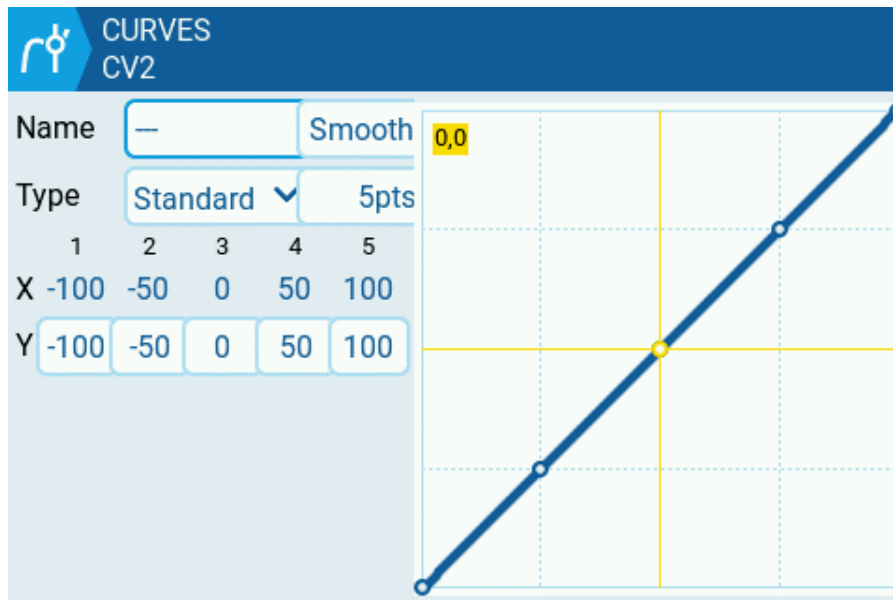 CURVES
CV2
Name --- Smooth
0,0
Type Standard 5pts
1 2 3 4 5
X -100 -50 0 50 100
Y -100 -50 0 50 100